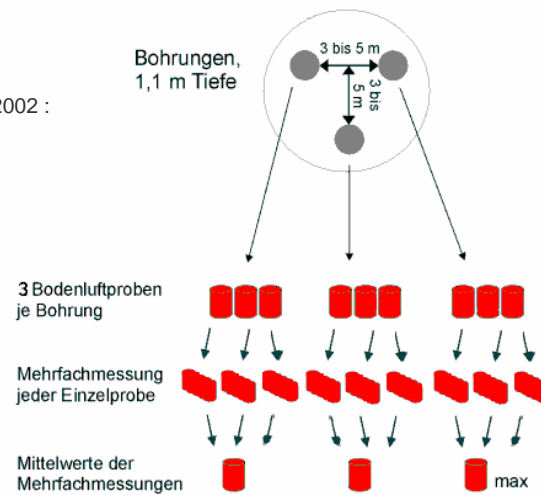 3 bis 5 m
Bohrungen,
1,1 m Tiefe
3 bis
5 m
2002 :
3 Bodenluftproben
je Bohrung
Mehrfachmessung
jeder Einzelprobe
Mittelwerte der
Mehrfachmessungen
max